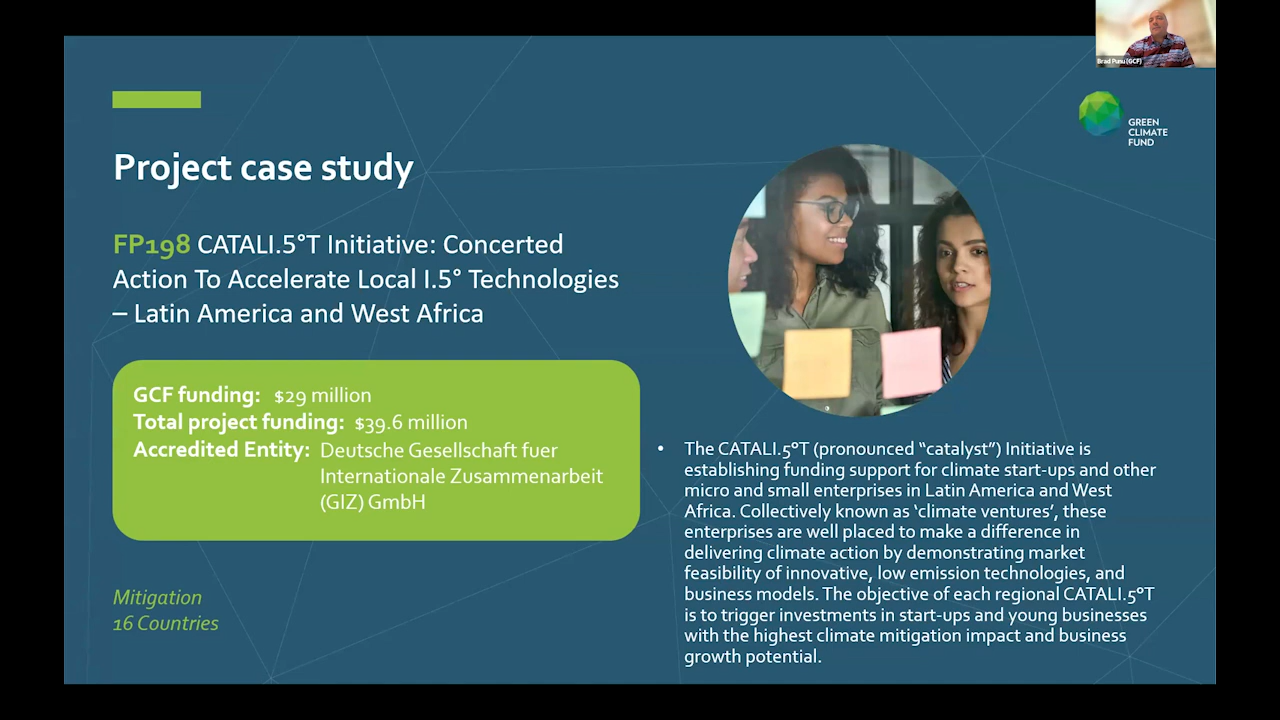 Brad Punu (GCF)
GREEN
CLIMATE
FUND
Project case study
FP198 CATALI.5°T Initiative: Concerted
Action To Accelerate Local I.5° Technologies
– Latin America and West Africa
GCF funding: $29 million
Total project funding: $39.6 million
Accredited Entity: Deutsche Gesellschaft fuer
Internationale Zusammenarbeit
(GIZ) GmbH
Mitigation
16 Countries
• The CATALI.5°T (pronounced “catalyst”) Initiative is
establishing funding support for climate start-ups and other
micro and small enterprises in Latin America and West
Africa. Collectively known as ‘climate ventures’, these
enterprises are well placed to make a difference in
delivering climate action by demonstrating market
feasibility of innovative, low emission technologies, and
business models. The objective of each regional CATALI.5°T
is to trigger investments in start-ups and young businesses
with the highest climate mitigation impact and business
growth potential.